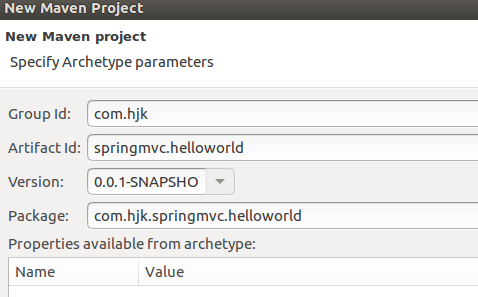 New Maven Project
New Maven project
Specify Archetype parameters
Group Id: com.hjk
Artifact Id: springmvc.helloworld
Version: 0.0.1-SNAPSHO
Package: com.hjk.springmvc.helloworld
Properties available from archetype:
Name Value